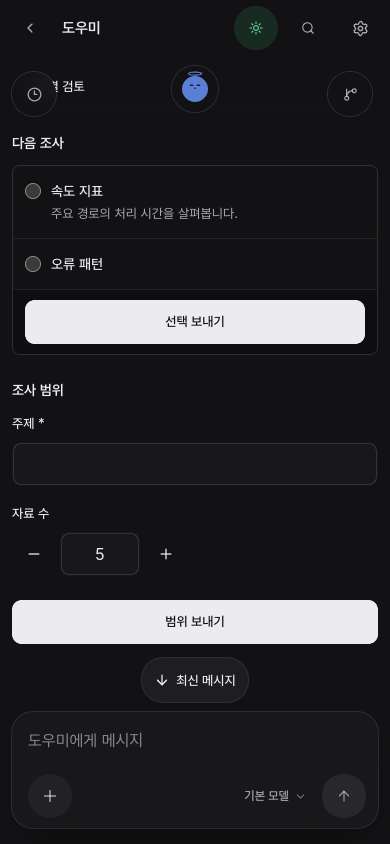 도우미
검토
다음 조사
속도 지표
주요 경로의 처리 시간을 살펴봅니다.
오류 패턴
선택 보내기
조사 범위
주제 *
자료 수
5
범위 보내기
최신 메시지
도우미에게 메시지
기본 모델